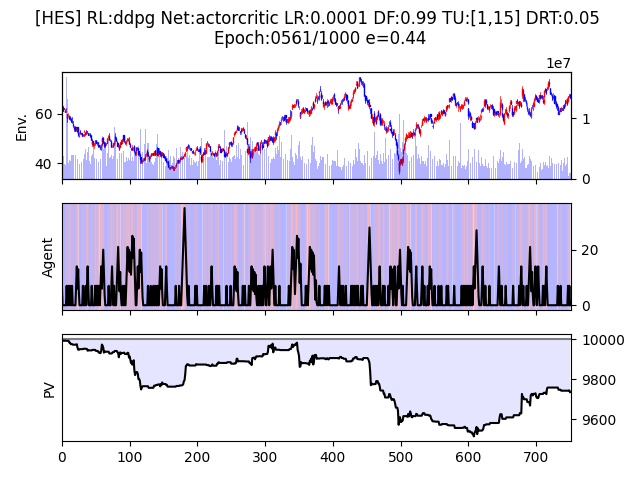 [HES] RL:ddpg Net:actorcritic LR:0.0001 DF:0.99 TU:[1,15] DRT:0.05
Epoch:0561/1000 e=0.44
1e7
Env.
60
40
1
0
Agent
20
0
PV
10000
9800
9600
0 100 200 300 400 500 600 700